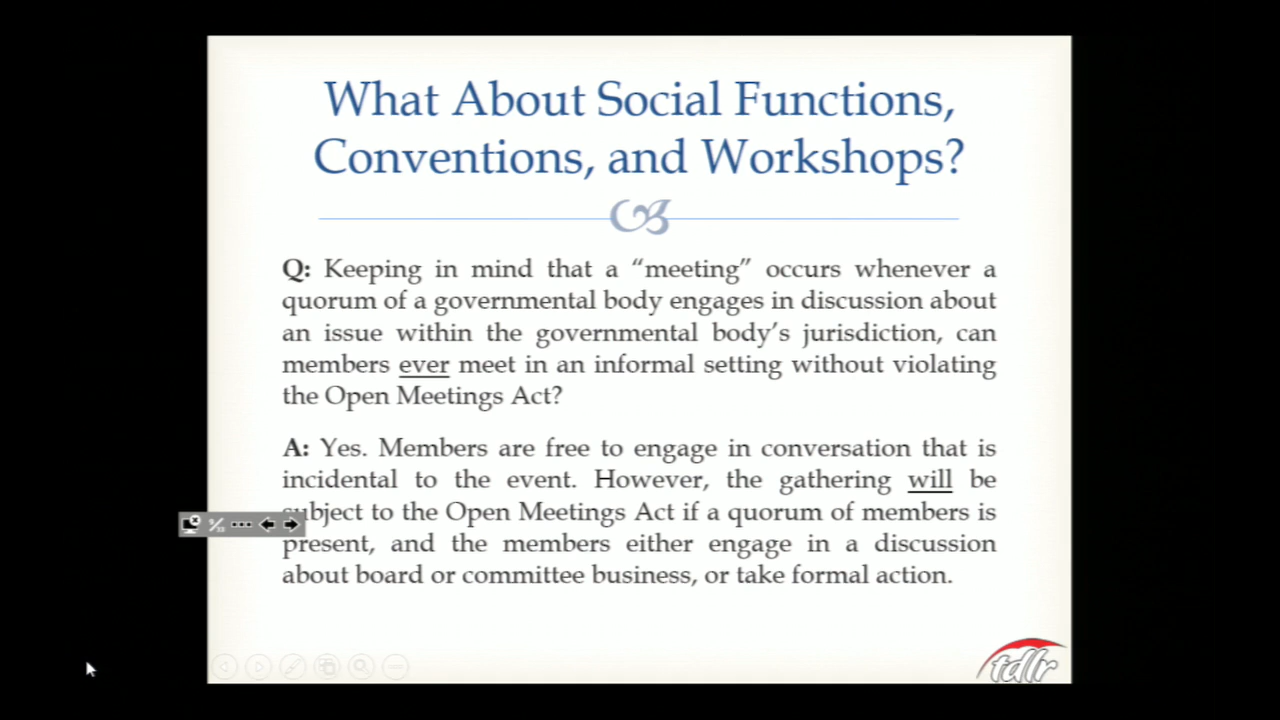 What About Social Functions,
Conventions, and Workshops?
Q: Keeping in mind that a “meeting” occurs whenever a
quorum of a governmental body engages in discussion about
an issue within the governmental body’s jurisdiction, can
members ever meet in an informal setting without violating
the Open Meetings Act?
A: Yes. Members are free to engage in conversation that is
incidental to the event. However, the gathering will be
subject to the Open Meetings Act if a quorum of members is
present, and the members either engage in a discussion
about board or committee business, or take formal action.
tdlr